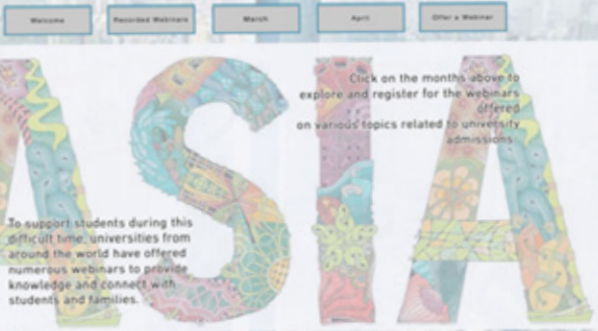 Welcome
Recorded Webinars
March
April
Offer a Webinar
ASIA
Click on the months above to
explore and register for the webinars
offered
on various topics related to university
admissions.
To support students during this
difficult time, universities from
around the world have offered
numerous webinars to provide
knowledge and connect with
students and families.